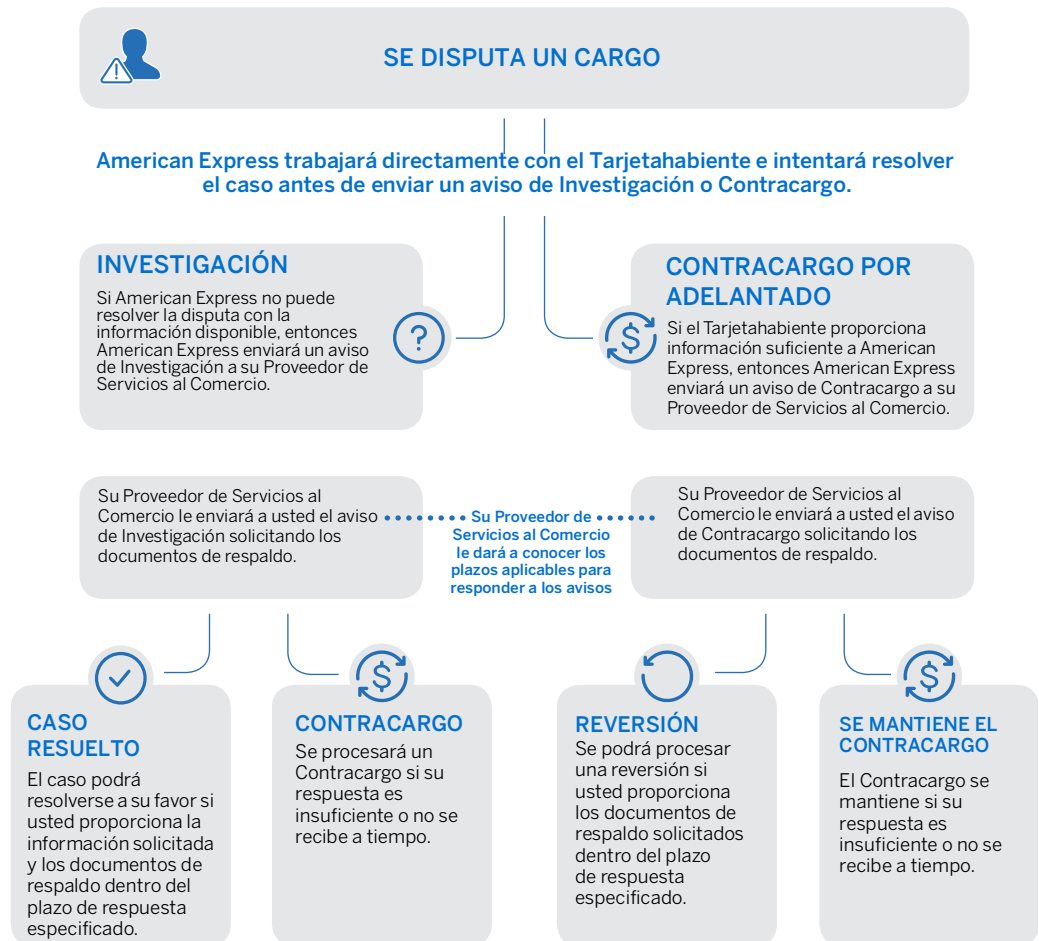 SE DISPUTA UN CARGO
American Express trabajará directamente con el Tarjetahabiente e intentará resolver
el caso antes de enviar un aviso de Investigación o Contracargo.
INVESTIGACIÓN
Si American Express no puede
resolver la disputa con la
información disponible, entonces
American Express enviará un aviso
de Investigación a su Proveedor de
Servicios al Comercio.
?
CONTRACARGO POR
ADELANTADO
$
Si el Tarjetahabiente proporciona
información suficiente a American
Express, entonces American Express
enviará un aviso de Contracargo a su
Proveedor de Servicios al Comercio.
Su Proveedor de Servicios al
Comercio le enviará a usted el aviso
de Investigación solicitando los
documentos de respaldo.
Su Proveedor de
Servicios al Comercio
le dará a conocer los
plazos aplicables para
responder a los avisos
Su Proveedor de Servicios al
Comercio le enviará a usted el aviso
de Contracargo solicitando los
documentos de respaldo.
CASO
RESUELTO
El caso podrá
resolverse a su favor si
usted proporciona la
información solicitada
y los documentos de
respaldo dentro del
plazo de respuesta
especificado.
$
CONTRACARGO
Se procesará un
Contracargo si su
respuesta es
insuficiente o no se
recibe a tiempo.
REVERSIÓN
Se podrá procesar
una reversión si
usted proporciona
los documentos de
respaldo solicitados
dentro del plazo
de respuesta
especificado.
$
SE MANTIENE EL
CONTRACARGO
El Contracargo se
mantiene si su
respuesta es
insuficiente o no se
recibe a tiempo.